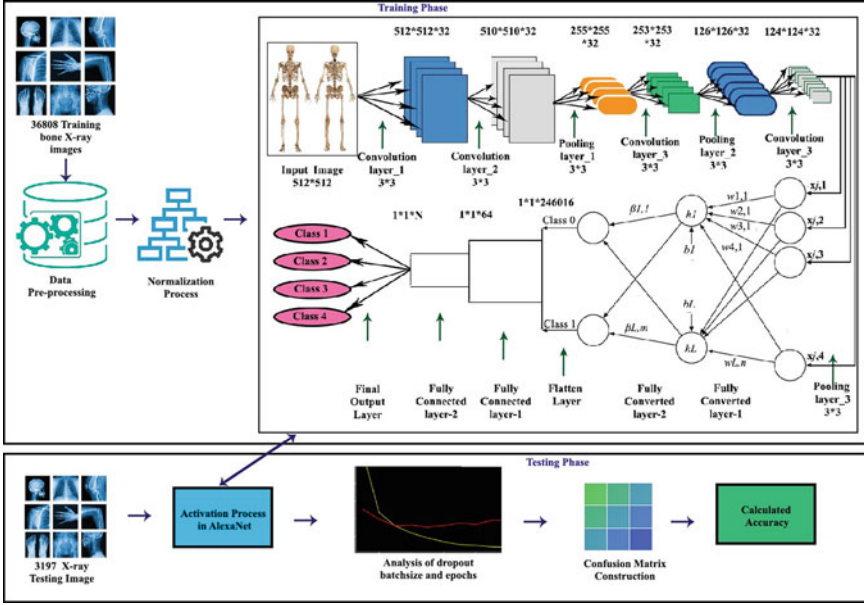 Training Phase
36808 Training
bone X-ray
images
Data
Pre-processing
Normalization
Process
Input Image
512*512
512*512*32
Convolution
layer_1
3*3
510*510*32
Convolution
layer_2
3*3
255*255
*32
Pooling
layer_1
3*3
253*253
*32
Convolution
layer_3
3*3
126*126*32
Pooling
layer_2
3*3
124*124*32
Convolution
layer_3
3*3
xj,1
xj,2
xj,3
xj,4
w1,1
w2,1
w3,1
w4,1
wL,n
h1
b1
bL
hL
β1,1
βL,m
Class 0
Class 1
1*1*N
1*1*64
1*1*246016
Class 1
Class 2
Class 3
Class 4
Final
Output
Layer
Fully
Connected
layer-2
Fully
Connected
layer-1
Flatten
Layer
Fully
Converted
layer-2
Fully
Converted
layer-1
Pooling
layer_3
3*3
Testing Phase
3197 X-ray
Testing Image
Activation Process
in AlexaNet
Analysis of dropout
batchsize and epochs
Confusion Matrix
Construction
Calculated
Accuracy